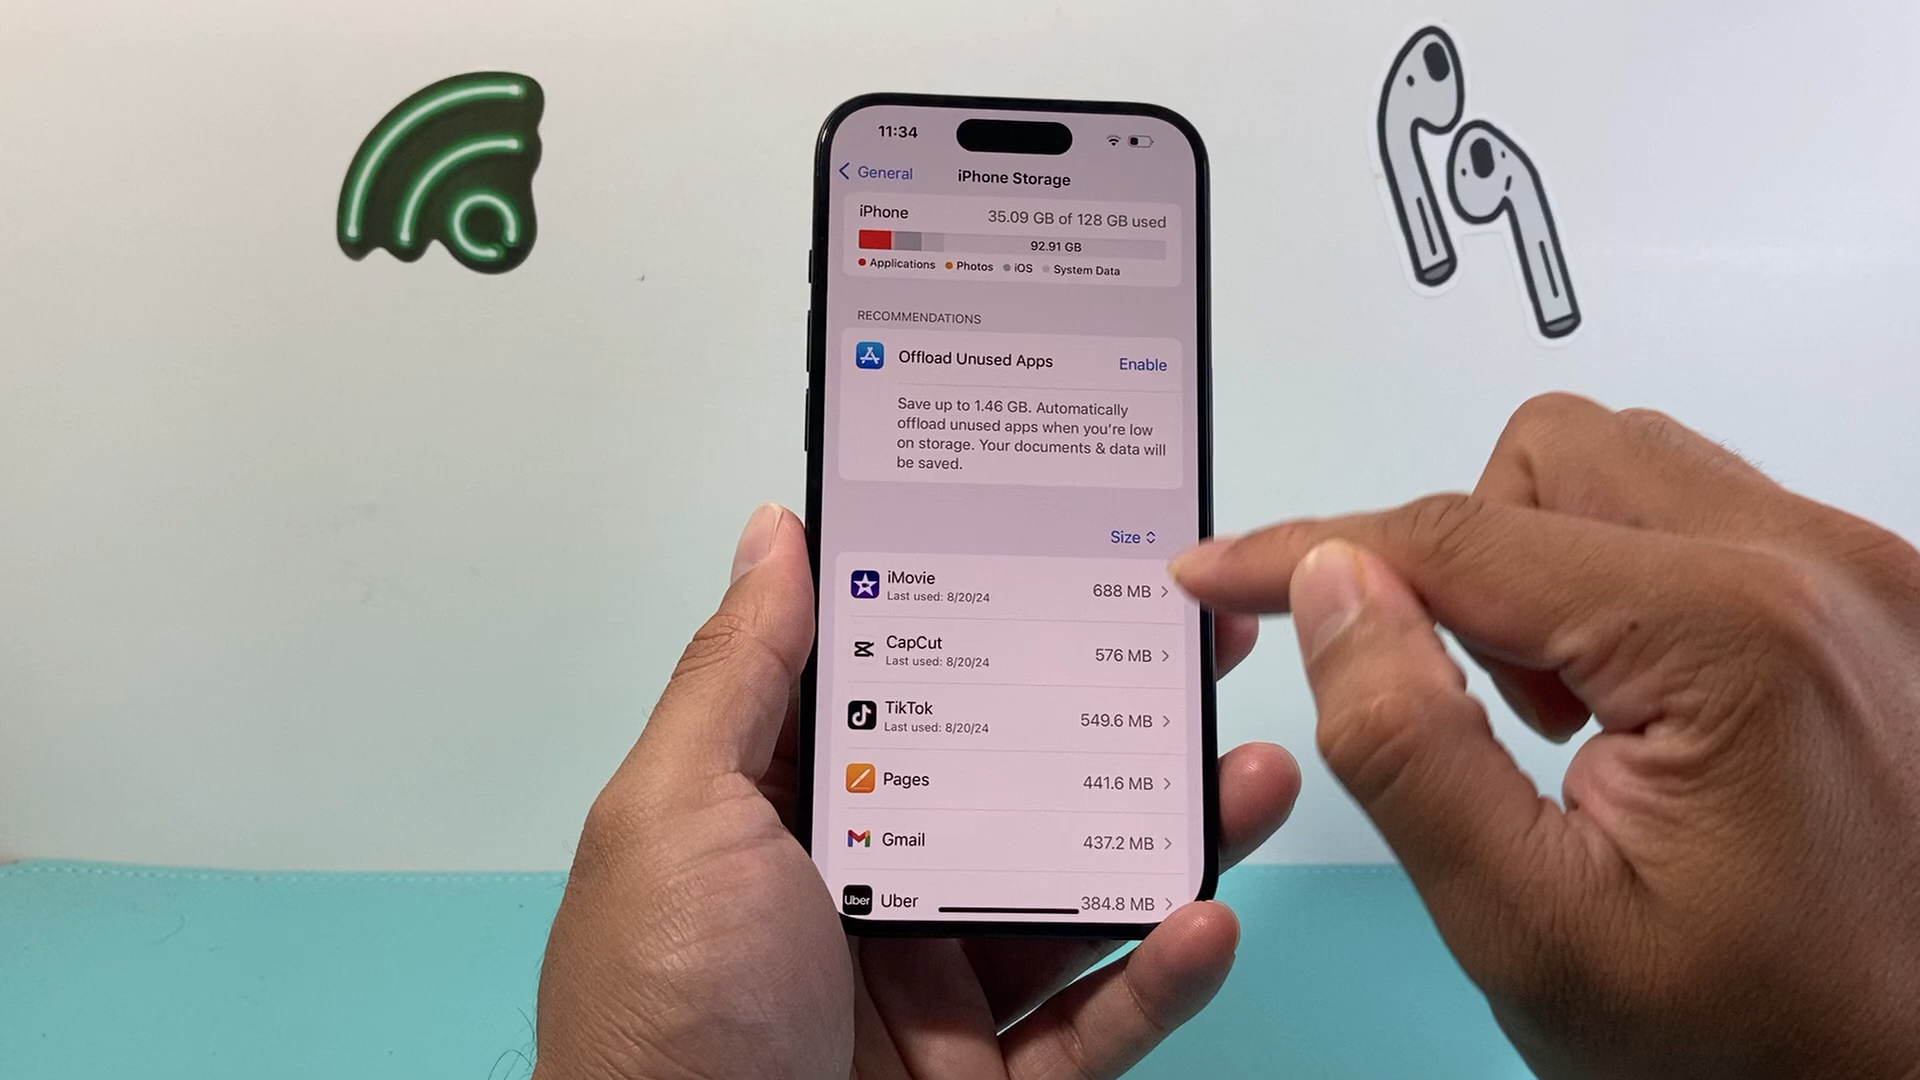 11:34
General
iPhone Storage
iPhone
35.09 GB of 128 GB used
92.91 GB
Applications
Photos
iOS
System Data
RECOMMENDATIONS
Offload Unused Apps
Enable
Save up to 1.46 GB. Automatically
offload unused apps when you're low
on storage. Your documents & data will
be saved.
Size
iMovie
Last used: 8/20/24
688 MB
CapCut
Last used: 8/20/24
576 MB
TikTok
Last used: 8/20/24
549.6 MB
Pages
441.6 MB
Gmail
437.2 MB
Uber
Uber
384.8 MB